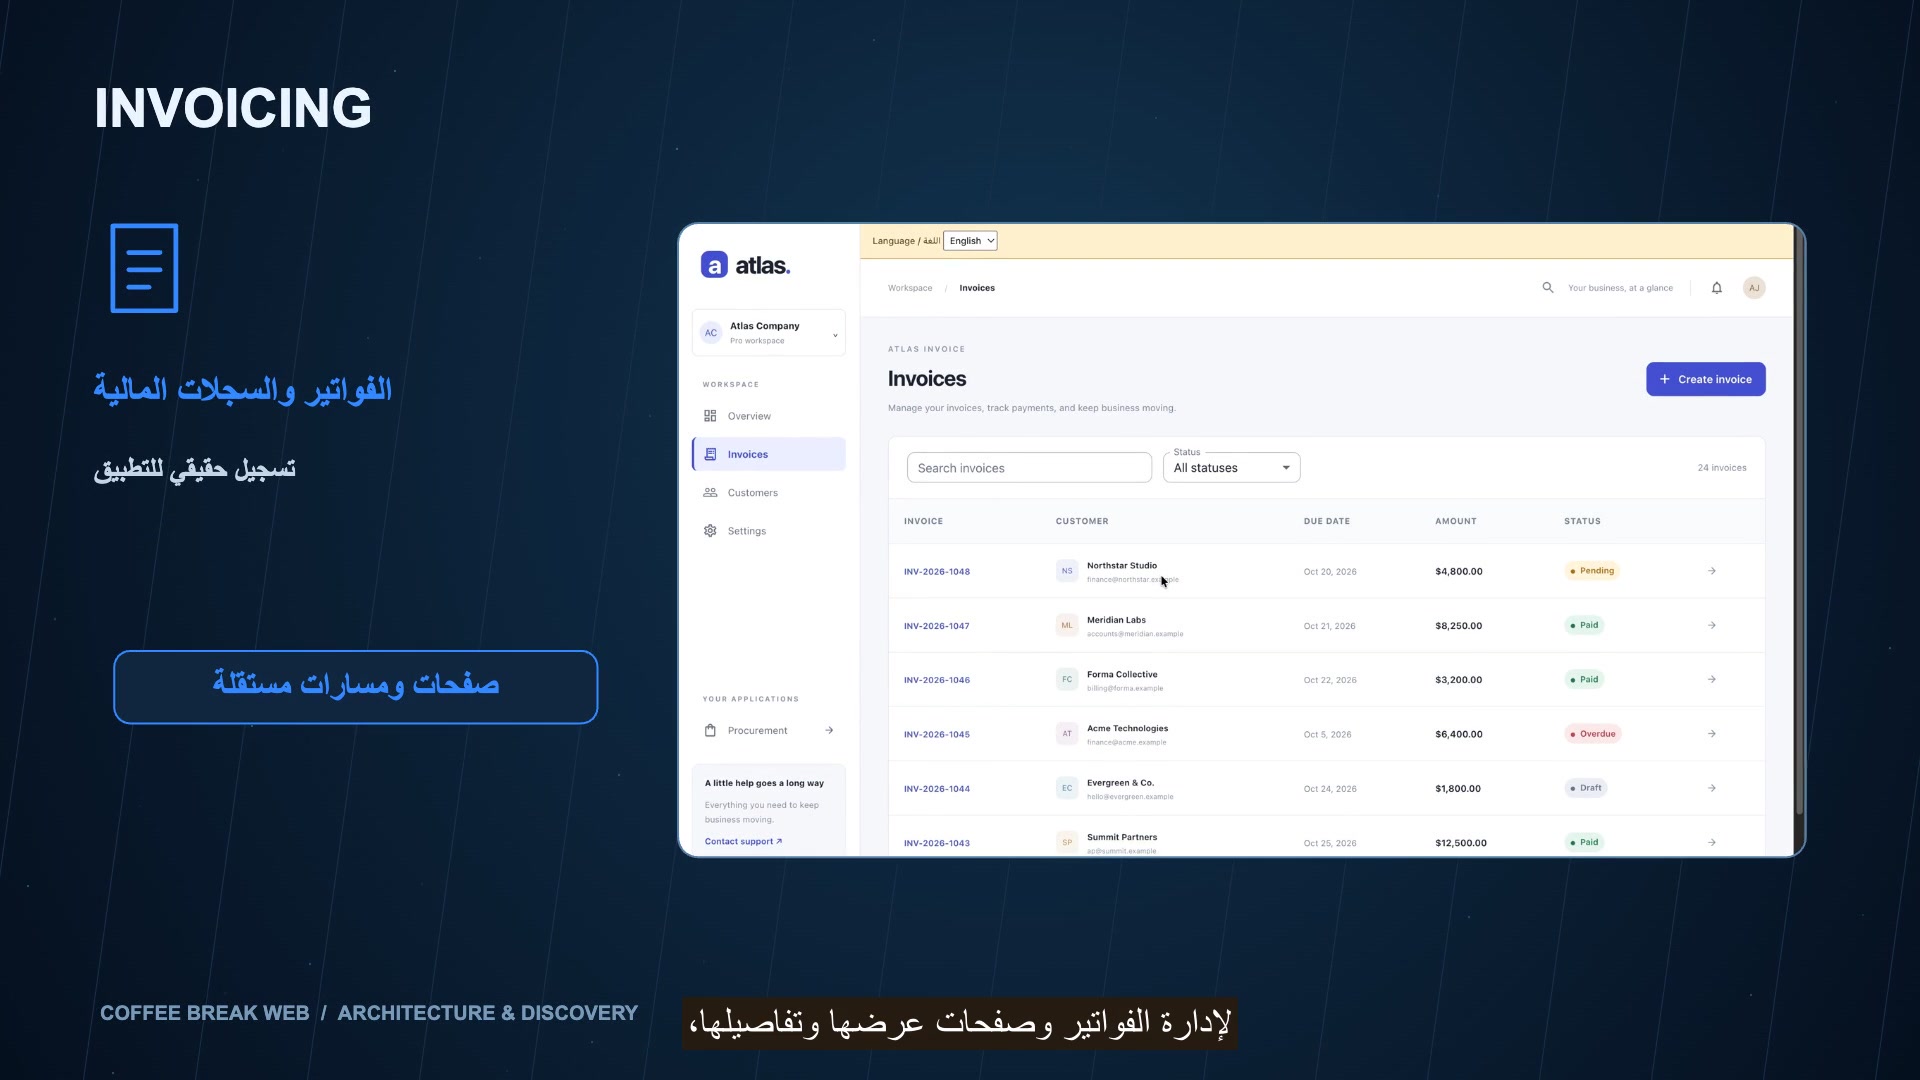 INVOICING
الفواتير والسجلات المالية
تسجيل حقيقي للتطبيق
صفحات ومسارات مستقلة
a atlas.
AC Atlas Company
Pro workspace
WORKSPACE
Overview
Invoices
Customers
Settings
YOUR APPLICATIONS
Procurement
A little help goes a long way
Everything you need to keep
business moving.
Contact support ↗
Language / اللغة English
Workspace / Invoices
Your business, at a glance
AJ
ATLAS INVOICE
Invoices
+ Create invoice
Manage your invoices, track payments, and keep business moving.
Search invoices
Status
All statuses
24 invoices
INVOICE CUSTOMER DUE DATE AMOUNT STATUS
INV-2026-1048 NS Northstar Studio Oct 20, 2026 $4,800.00 Pending
finance@northstar.example
INV-2026-1047 ML Meridian Labs Oct 21, 2026 $8,250.00 Paid
accounts@meridian.example
INV-2026-1046 FC Forma Collective Oct 22, 2026 $3,200.00 Paid
billing@forma.example
INV-2026-1045 AT Acme Technologies Oct 5, 2026 $6,400.00 Overdue
finance@acme.example
INV-2026-1044 EC Evergreen & Co. Oct 24, 2026 $1,800.00 Draft
hello@evergreen.example
INV-2026-1043 SP Summit Partners Oct 25, 2026 $12,500.00 Paid
ap@summit.example
COFFEE BREAK WEB / ARCHITECTURE & DISCOVERY
لإدارة الفواتير وصفحات عرضها وتفاصيلها،